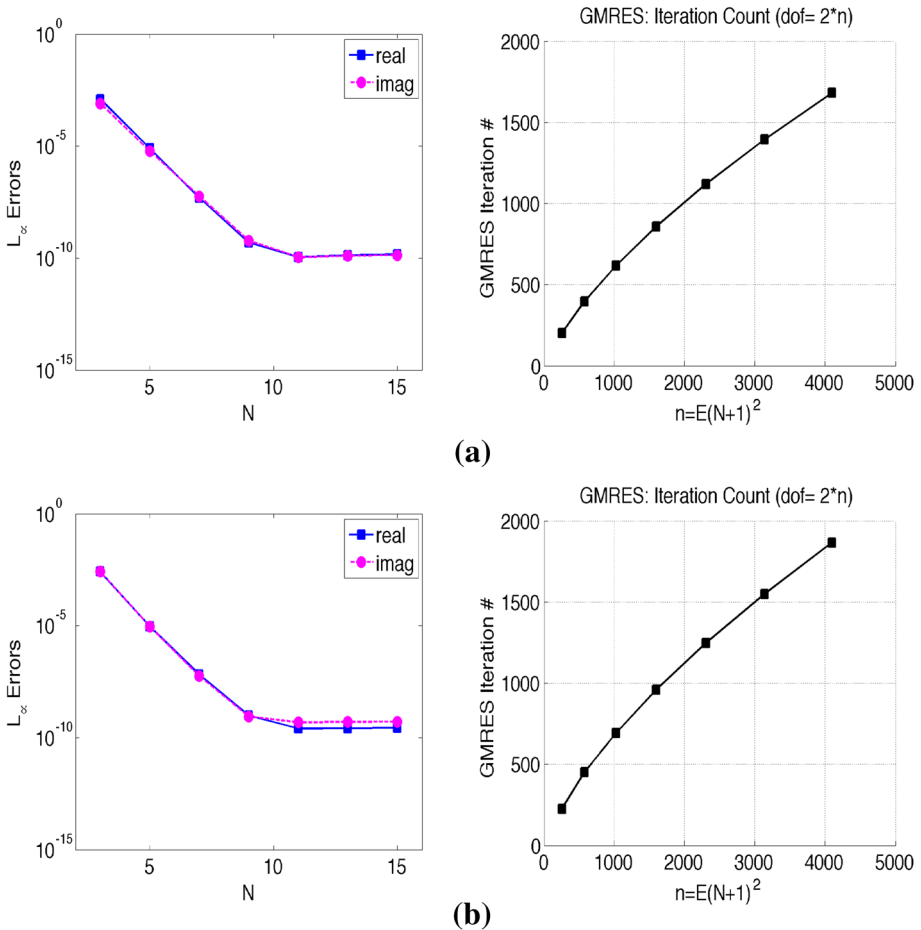 GMRES: Iteration Count (dof= 2*n)
10^0
10^-5
10^-10
10^-15
L∝ Errors
real
imag
5
10
15
N
2000
1500
1000
500
0
GMRES Iteration #
0 1000 2000 3000 4000 5000
n=E(N+1)^2
(a)
GMRES: Iteration Count (dof= 2*n)
10^0
10^-5
10^-10
10^-15
L∝ Errors
real
imag
5
10
15
N
2000
1500
1000
500
0
GMRES Iteration #
0 1000 2000 3000 4000 5000
n=E(N+1)^2
(b)